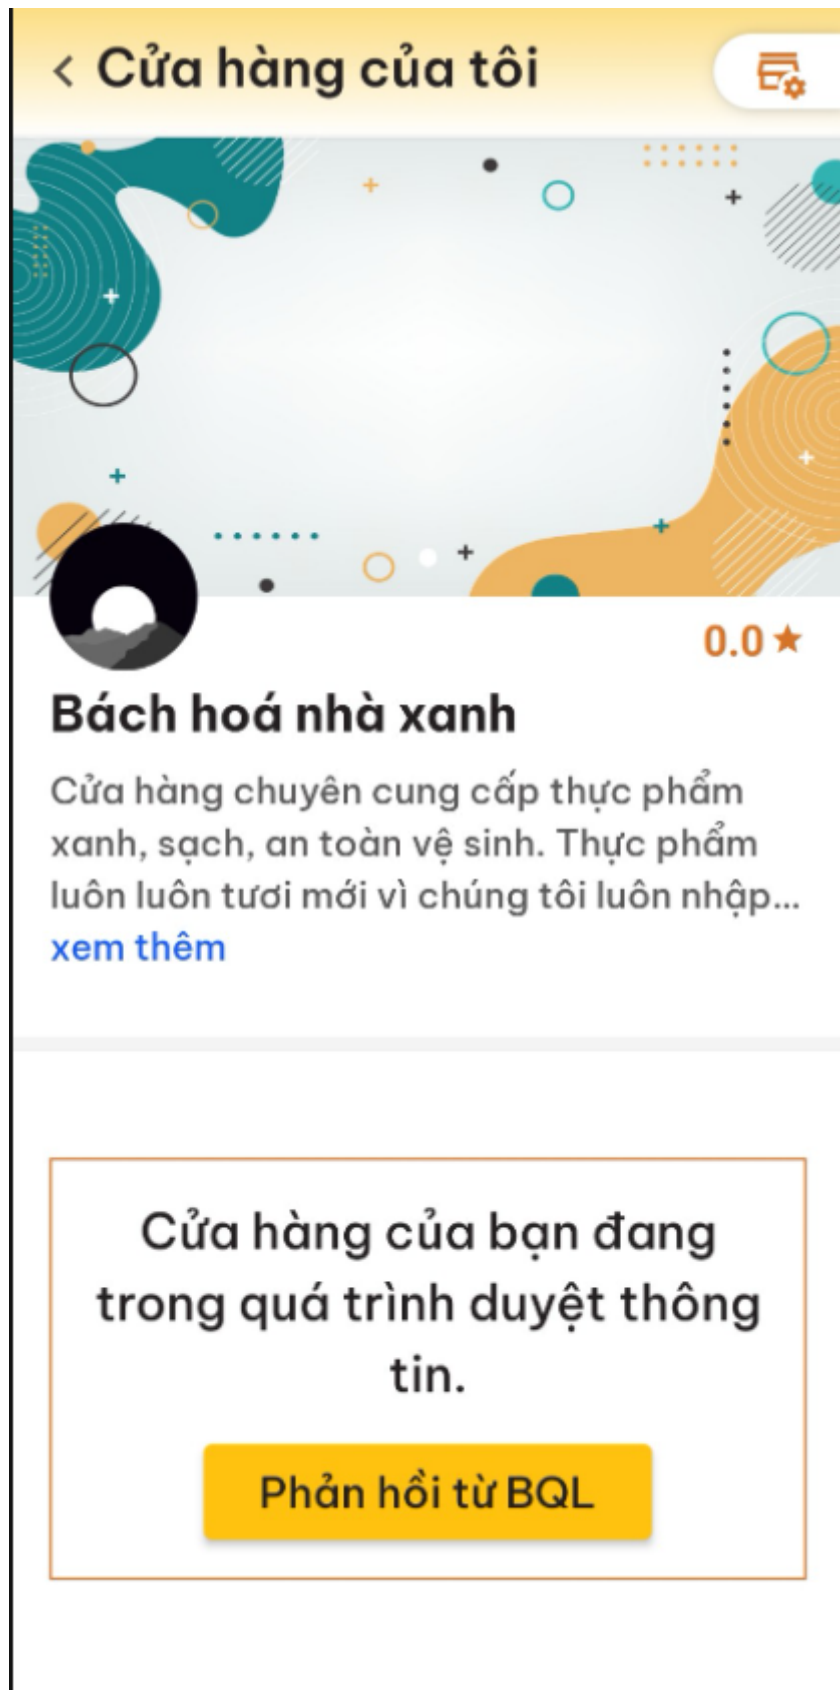 Cửa hàng của tôi
0.0
Bách hoá nhà xanh
Cửa hàng chuyên cung cấp thực phẩm
xanh, sạch, an toàn vệ sinh. Thực phẩm
luôn luôn tươi mới vì chúng tôi luôn nhập...
xem thêm
Cửa hàng của bạn đang
trong quá trình duyệt thông
tin.
Phản hồi từ BQL